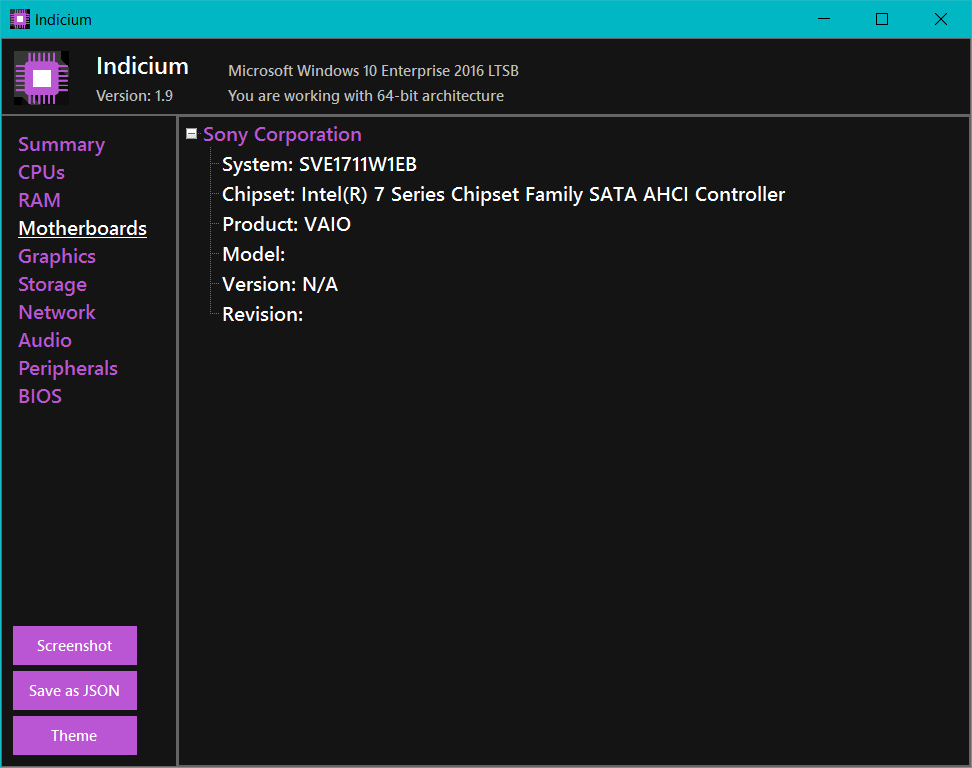 Indicium
Indicium
Version: 1.9
Microsoft Windows 10 Enterprise 2016 LTSB
You are working with 64-bit architecture
Summary
CPUs
RAM
Motherboards
Graphics
Storage
Network
Audio
Peripherals
BIOS
Screenshot
Save as JSON
Theme
Sony Corporation
System: SVE1711W1EB
Chipset: Intel(R) 7 Series Chipset Family SATA AHCI Controller
Product: VAIO
Model:
Version: N/A
Revision: